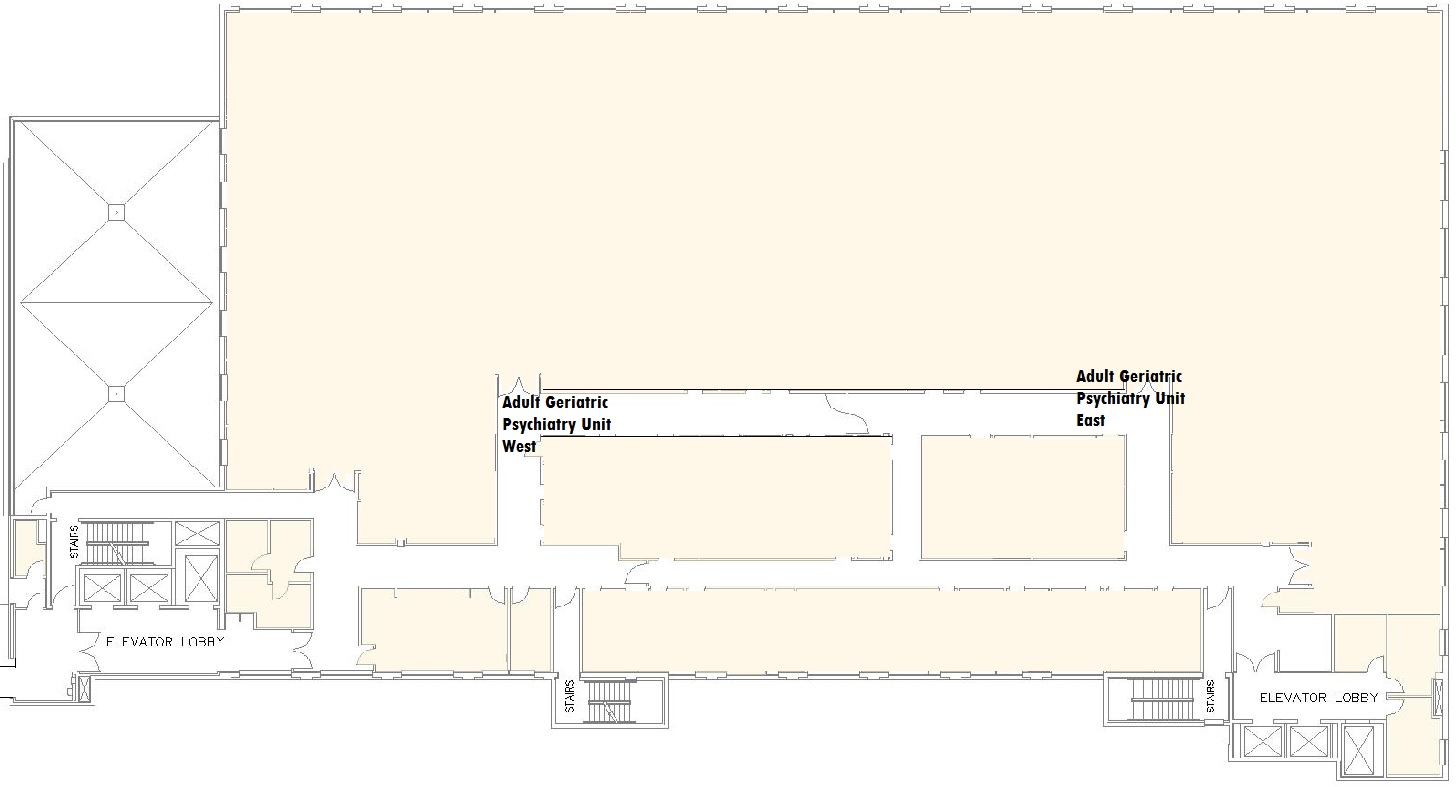 Adult Geriatric
Psychiatry Unit
East
Adult Geriatric
Psychiatry Unit
West
STAIRS
ELEVATOR LOBBY
STAIRS
STAIRS
ELEVATOR LOBBY